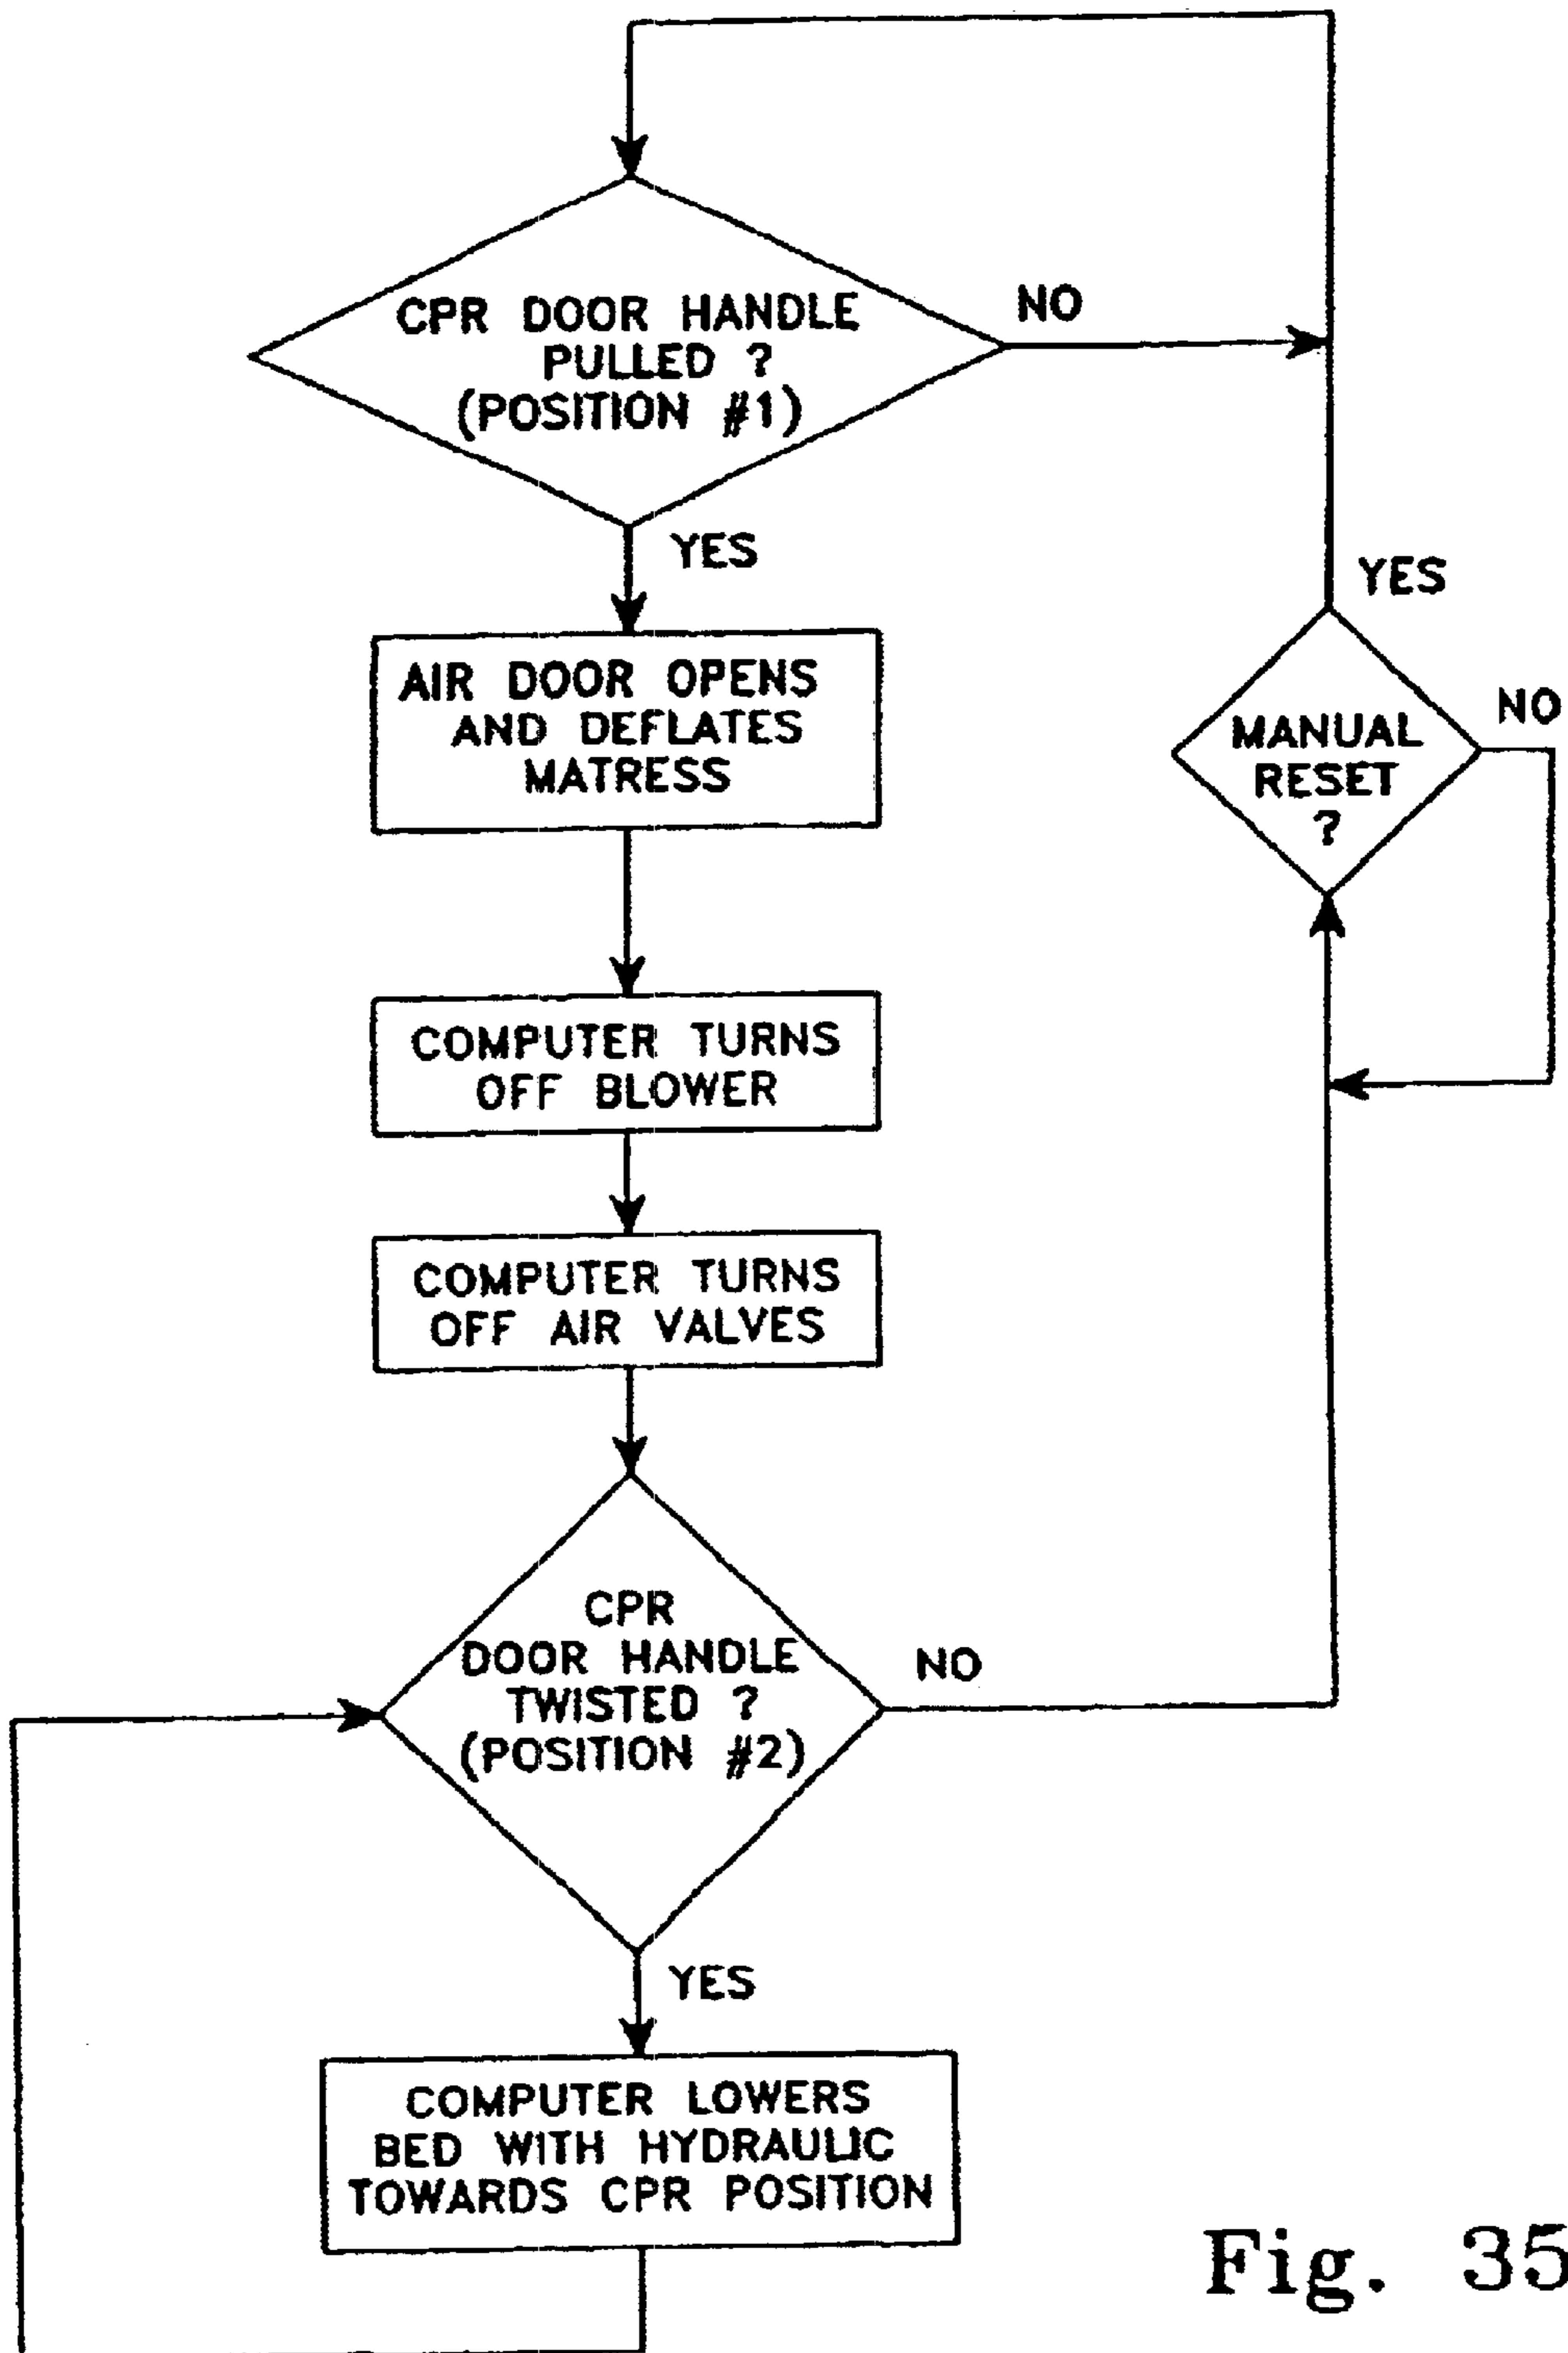 CPR DOOR HANDLE
PULLED ?
(POSITION #1)
NO
YES
AIR DOOR OPENS
AND DEFLATES
MATRESS
COMPUTER TURNS
OFF BLOWER
COMPUTER TURNS
OFF AIR VALVES
CPR
DOOR HANDLE
TWISTED ?
(POSITION #2)
NO
YES
COMPUTER LOWERS
BED WITH HYDRAULIC
TOWARDS CPR POSITION
YES
MANUAL
RESET
?
NO
Fig. 35